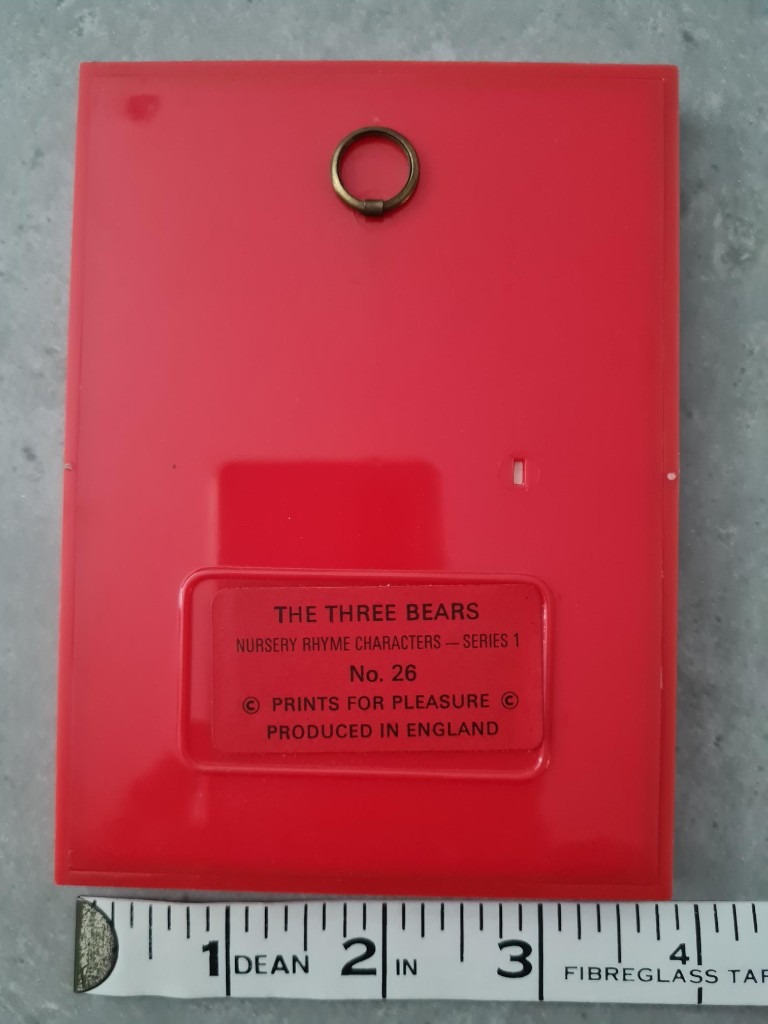 THE THREE BEARS
NURSERY RHYME CHARACTERS — SERIES 1
No. 26
© PRINTS FOR PLEASURE ©
PRODUCED IN ENGLAND
1 DEAN 2 IN 3 FIBREGLASS 4